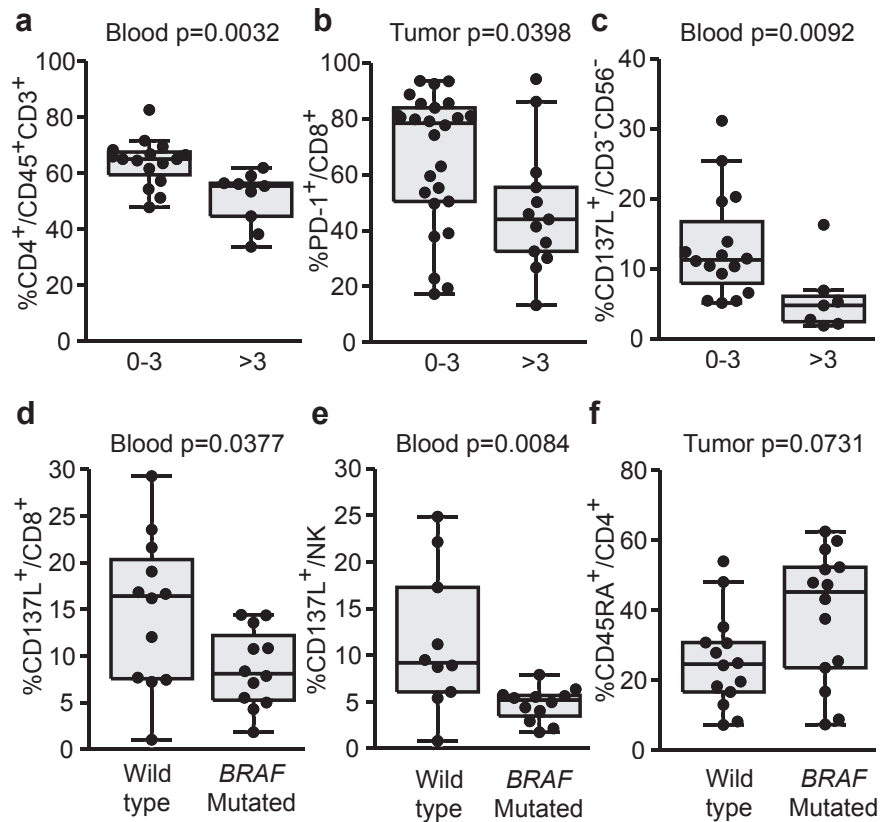 a
Blood p=0.0032
%CD4⁺/CD45⁺CD3⁺
100
80
60
40
20
0
0-3
>3
b
Tumor p=0.0398
%PD-1⁺/CD8⁺
100
80
60
40
20
0
0-3
>3
c
Blood p=0.0092
%CD137L⁺/CD3⁻CD56⁻
40
30
20
10
0
0-3
>3
d
Blood p=0.0377
%CD137L⁺/CD8⁺
30
25
20
15
10
5
0
Wild
type
BRAF
Mutated
e
Blood p=0.0084
%CD137L⁺/NK
30
25
20
15
10
5
0
Wild
type
BRAF
Mutated
f
Tumor p=0.0731
%CD45RA⁺/CD4⁺
80
60
40
20
0
Wild
type
BRAF
Mutated